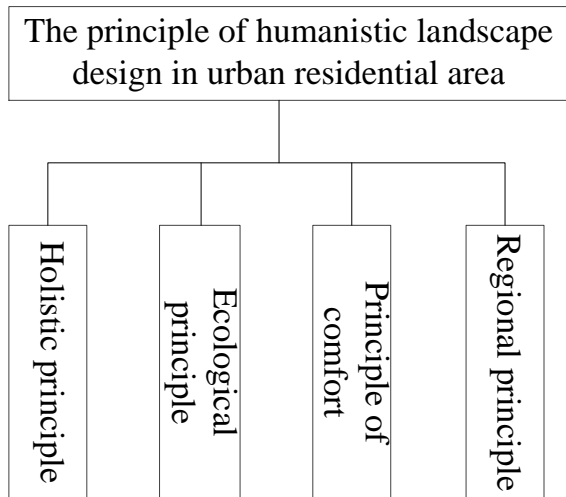 The principle of humanistic landscape
design in urban residential area
Holistic principle
Ecological
principle
Principle of
comfort
Regional principle